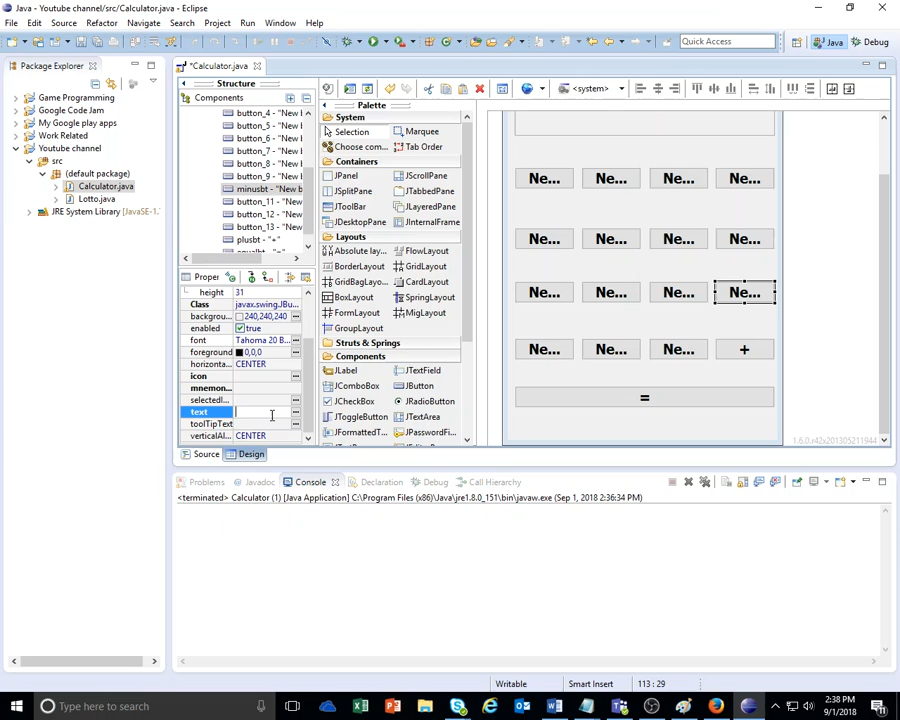 Java - Youtube channel/src/Calculator.java - Eclipse
File Edit Source Refactor Navigate Search Project Run Window Help
Quick Access
Java
Debug
Package Explorer
Game Programming
Google Code Jam
My Google play apps
Work Related
Youtube channel
src
(default package)
Calculator.java
Lotto.java
JRE System Library [JavaSE-1.
*Calculator.java
Structure
Components
button_4 - "New b
button_5 - "New b
button_6 - "New b
button_7 - "New b
button_8 - "New b
button_9 - "New b
minusbt - "New b
button_11 - "New
button_12 - "New
button_13 - "New
plusbt - "+"
Proper
height 31
Class javax.swing.JBu...
backgrou... 240,240,240
enabled true
font Tahoma 20 B...
foreground 0,0,0
horizonta... CENTER
icon
mnemon...
selectedI...
text
toolTipText
verticalAl... CENTER
Source
Design
<system>
Palette
System
Selection
Marquee
Choose com...
Tab Order
Containers
JPanel
JScrollPane
JSplitPane
JTabbedPane
JToolBar
JLayeredPane
JDesktopPane
JInternalFrame
Layouts
Absolute lay...
FlowLayout
BorderLayout
GridLayout
GridBagLayo...
CardLayout
BoxLayout
SpringLayout
FormLayout
MigLayout
GroupLayout
Struts & Springs
Components
JLabel
JTextField
JComboBox
JButton
JCheckBox
JRadioButton
JToggleButton
JTextArea
JFormattedT...
JPasswordFi...
Ne... Ne... Ne... Ne...
Ne... Ne... Ne... Ne...
Ne... Ne... Ne... Ne...
Ne... Ne... Ne... +
=
1.6.0.r42x201305211944
Problems
Javadoc
Console
Declaration
Debug
Call Hierarchy
<terminated> Calculator (1) [Java Application] C:\Program Files (x86)\Java\jre1.8.0_151\bin\javaw.exe (Sep 1, 2018 2:36:34 PM)
Writable
Smart Insert
113 : 29
Type here to search
2:38 PM
9/1/2018